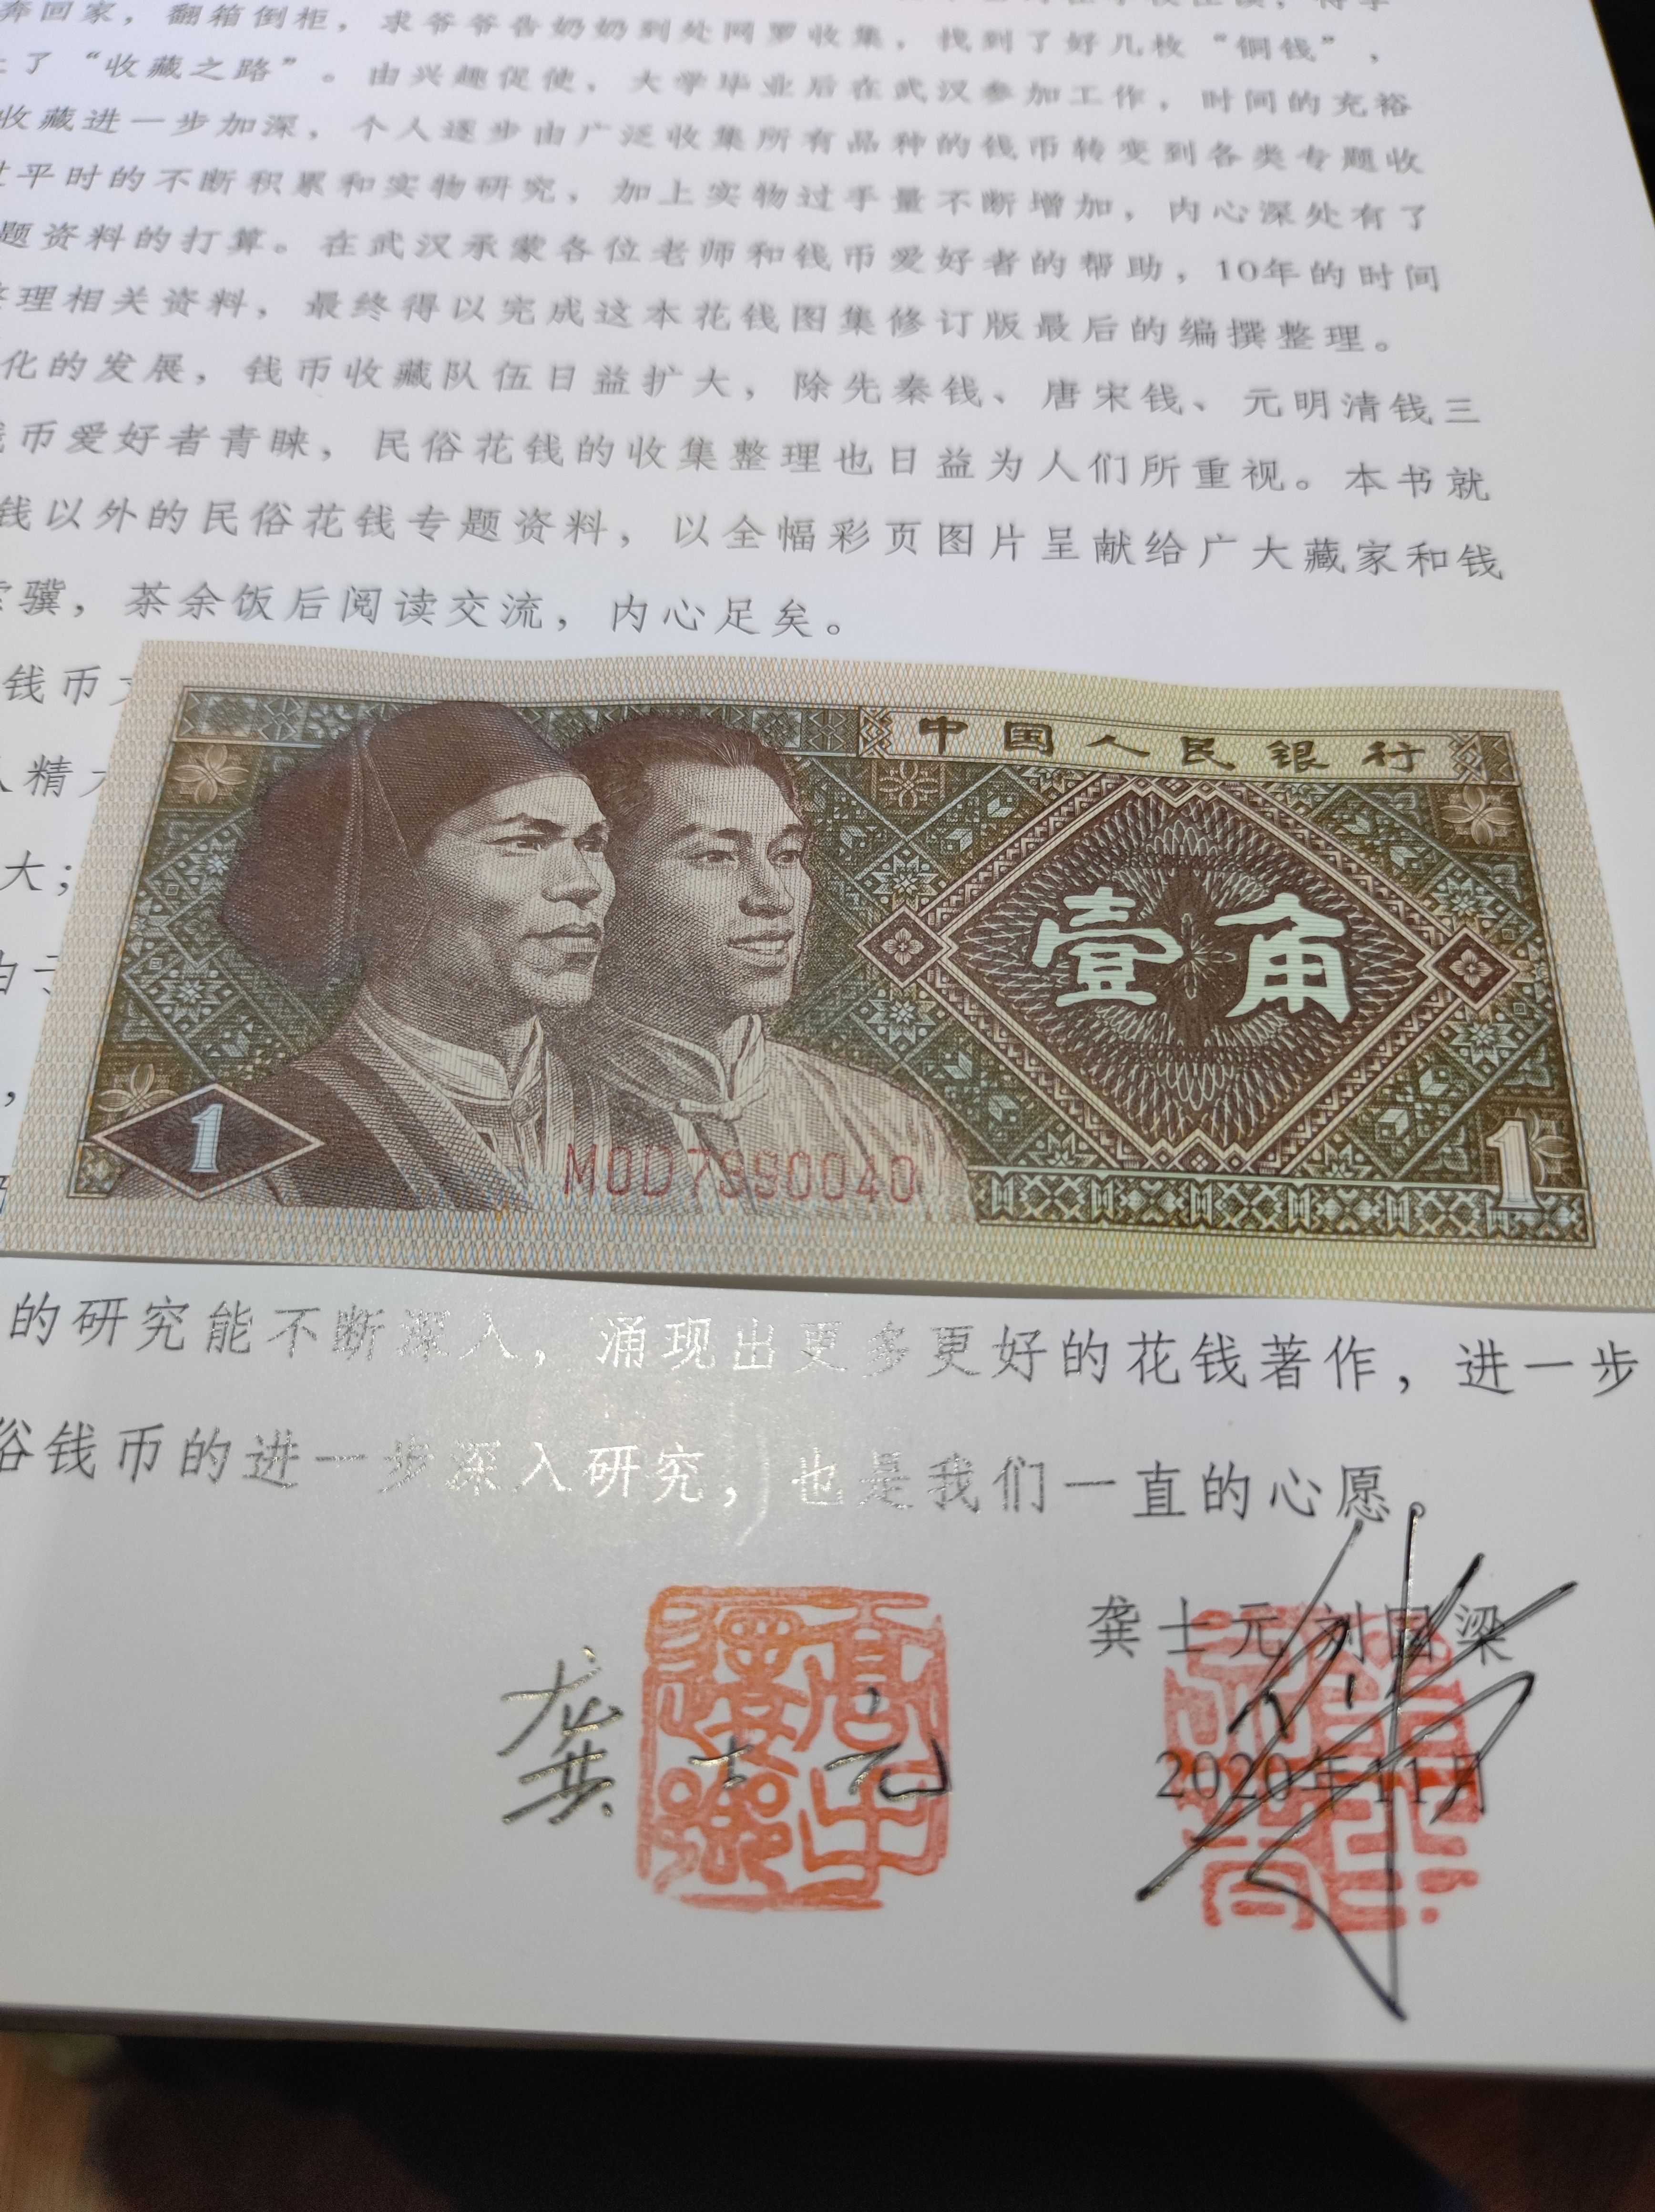 奔回家，翻箱倒柜，求爷爷告奶奶到处网罗收集，找到了好几枚“铜钱”，
了“收藏之路”。由兴趣促使，大学毕业后在武汉参加工作，时间的充裕
收藏进一步加深，个人逐步由广泛收集所有品种的钱币转变到各类专题收
平时的不断积累和实物研究，加上实物过手量不断增加，内心深处有了
题资料的打算。在武汉承蒙各位老师和钱币爱好者的帮助，10年的时间
整理相关资料，最终得以完成这本花钱图集修订版最后的编撰整理。
化的发展，钱币收藏队伍日益扩大，除先秦钱、唐宋钱、元明清钱三
币爱好者青睐，民俗花钱的收集整理也日益为人们所重视。本书就
钱以外的民俗花钱专题资料，以全幅彩页图片呈献给广大藏家和钱
骥，茶余饭后阅读交流，内心足矣。
钱币
精
大；
中国人民银行
壹角
1
M0D7990040
1
的研究能不断深入，涌现出更多更好的花钱著作，进一步
俗钱币的进一步深入研究，也是我们一直的心愿。
龚士元 刘国梁
龚士元
2020年11月